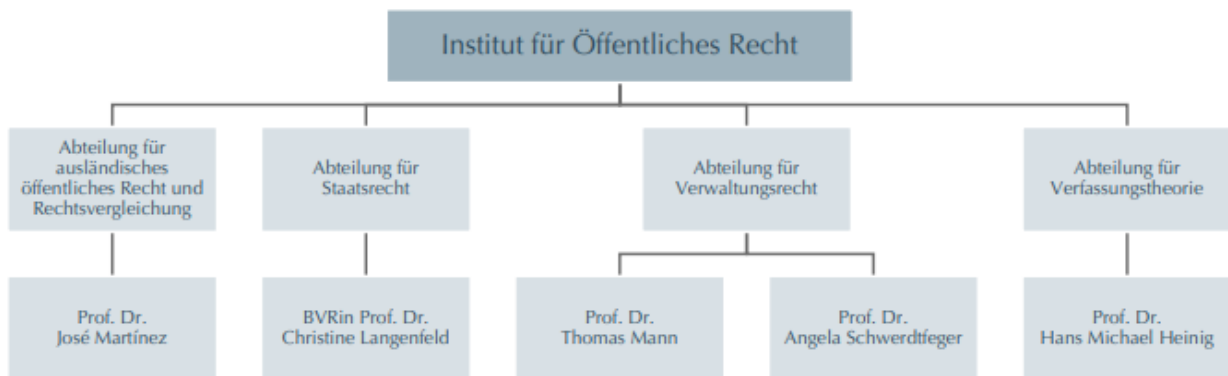 Institut für Öffentliches Recht
Abteilung für
ausländisches
öffentliches Recht und
Rechtsvergleichung
Abteilung für
Staatsrecht
Abteilung für
Verwaltungsrecht
Abteilung für
Verfassungstheorie
Prof. Dr.
José Martínez
BVRin Prof. Dr.
Christine Langenfeld
Prof. Dr.
Thomas Mann
Prof. Dr.
Angela Schwerdtfeger
Prof. Dr.
Hans Michael Heinig